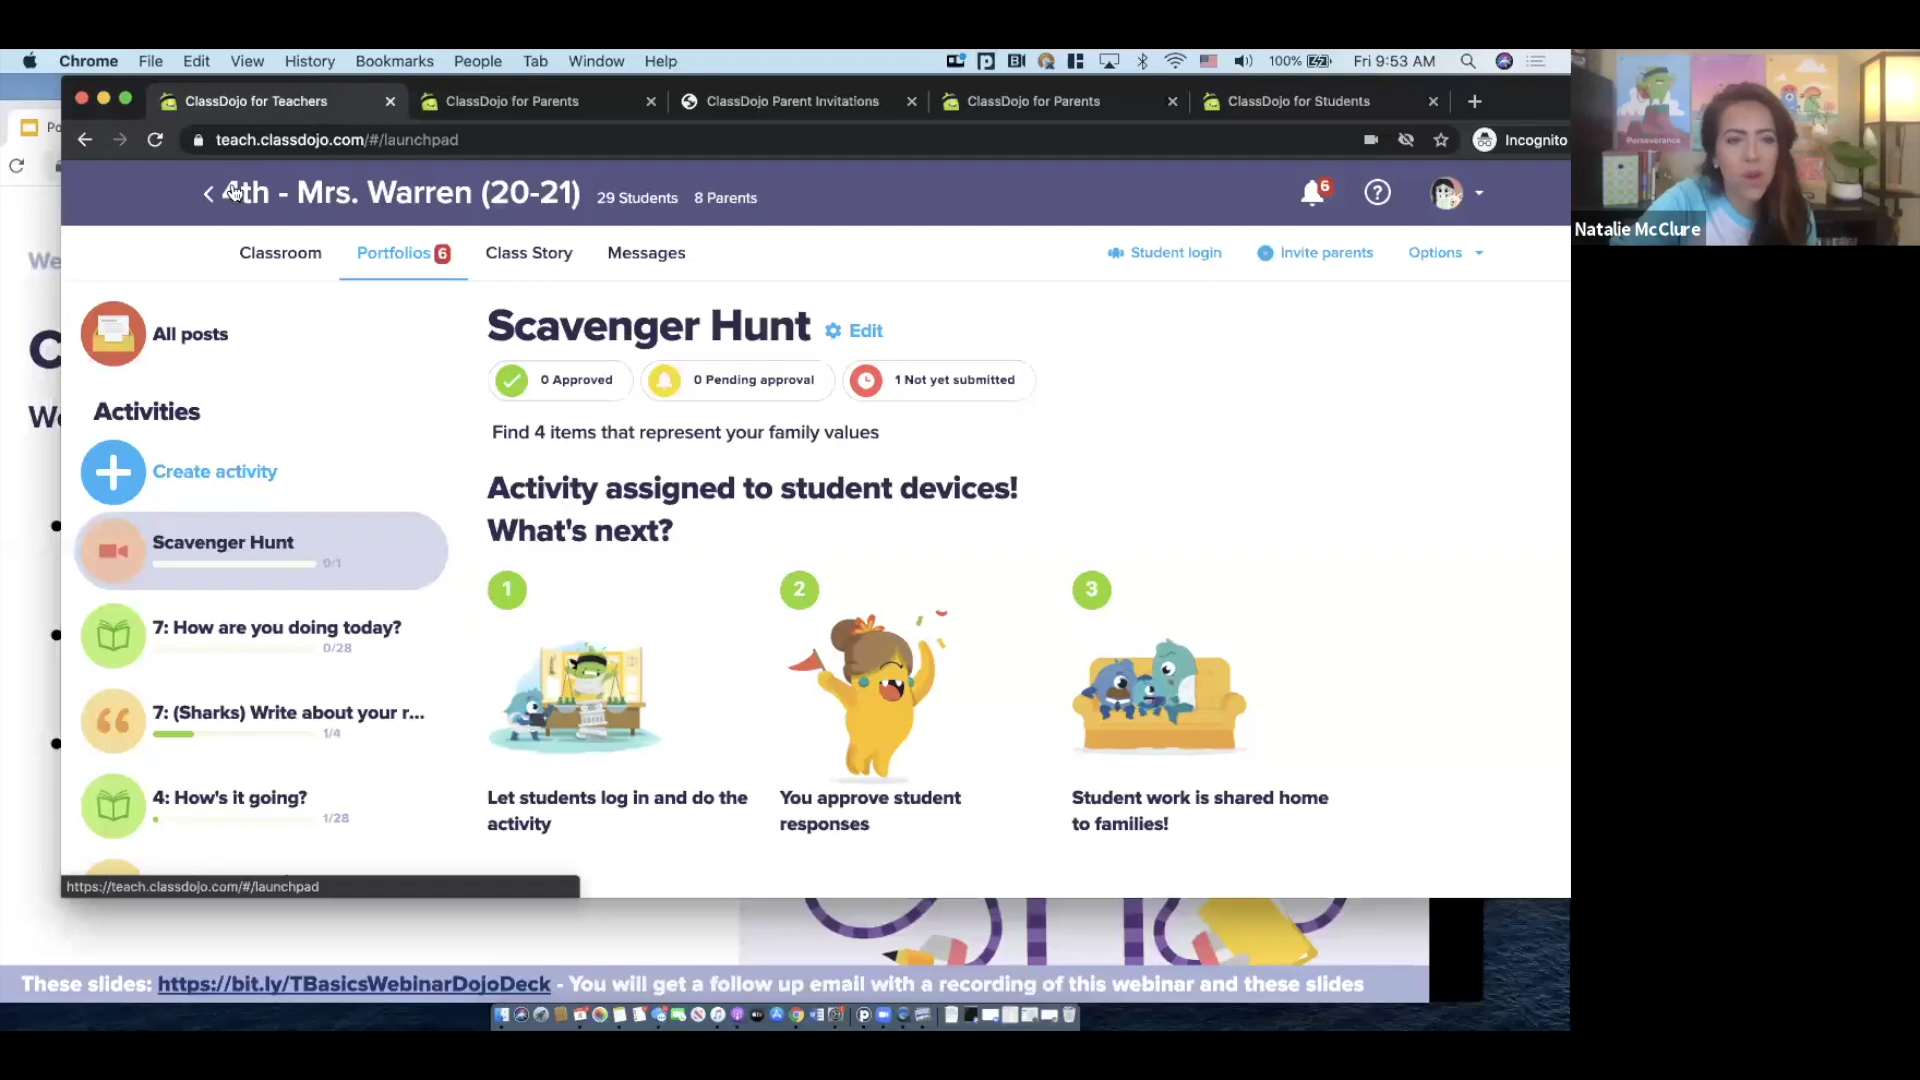 Chrome File Edit View History Bookmarks People Tab Window Help 100% Fri 9:53 AM
ClassDojo for Teachers ClassDojo for Parents ClassDojo Parent Invitations ClassDojo for Parents ClassDojo for Students
teach.classdojo.com/#/launchpad Incognito
4th - Mrs. Warren (20-21) 29 Students 8 Parents 6
Classroom Portfolios 6 Class Story Messages Student login Invite parents Options
All posts
Activities
Create activity
Scavenger Hunt
0/1
7: How are you doing today?
0/28
7: (Sharks) Write about your r...
1/4
4: How's it going?
1/28
Scavenger Hunt Edit
0 Approved 0 Pending approval 1 Not yet submitted
Find 4 items that represent your family values
Activity assigned to student devices!
What's next?
1 2 3
Let students log in and do the
activity
You approve student
responses
Student work is shared home
to families!
https://teach.classdojo.com/#/launchpad
These slides: https://bit.ly/TBasicsWebinarDojoDeck - You will get a follow up email with a recording of this webinar and these slides
Perseverance
Natalie McClure